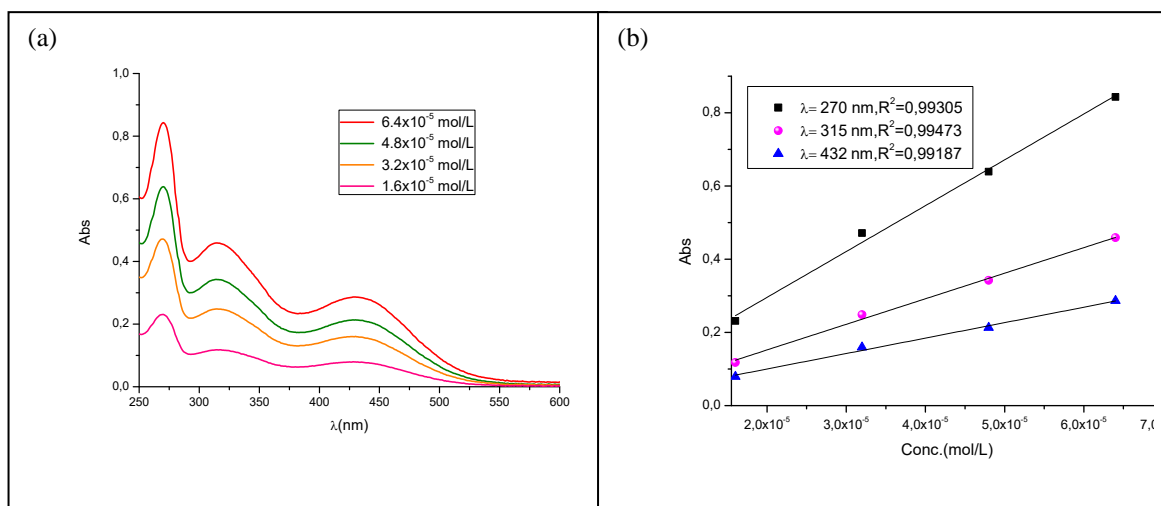 (a)
1,0
0,8
0,6
0,4
0,2
0,0
Abs
250 300 350 400 450 500 550 600
λ(nm)
6.4x10⁻⁵ mol/L
4.8x10⁻⁵ mol/L
3.2x10⁻⁵ mol/L
1.6x10⁻⁵ mol/L
(b)
0,8
0,6
0,4
0,2
0,0
Abs
2,0x10⁻⁵ 3,0x10⁻⁵ 4,0x10⁻⁵ 5,0x10⁻⁵ 6,0x10⁻⁵ 7,0
Conc.(mol/L)
λ= 270 nm,R²=0,99305
λ= 315 nm,R²=0,99473
λ= 432 nm,R²=0,99187